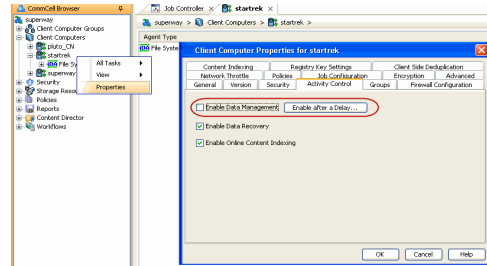 CommCell Browser
Job Controller
startrek
superway
superway > Client Computers > startrek >
Client Computer Groups
Client Computers
pluto_CN
startrek
File Sy
superway
Security
Storage Resou
Policies
Reports
Content Director
Workflows
All Tasks
View
Properties
Agent Type
File Syste
Client Computer Properties for startrek
Content Indexing
Registry Key Settings
Client Side Deduplication
Network Throttle
Policies
Job Configuration
Encryption
Advanced
General
Version
Security
Activity Control
Groups
Firewall Configuration
Enable Data Management
Enable after a Delay...
Enable Data Recovery
Enable Online Content Indexing
OK
Cancel
Help